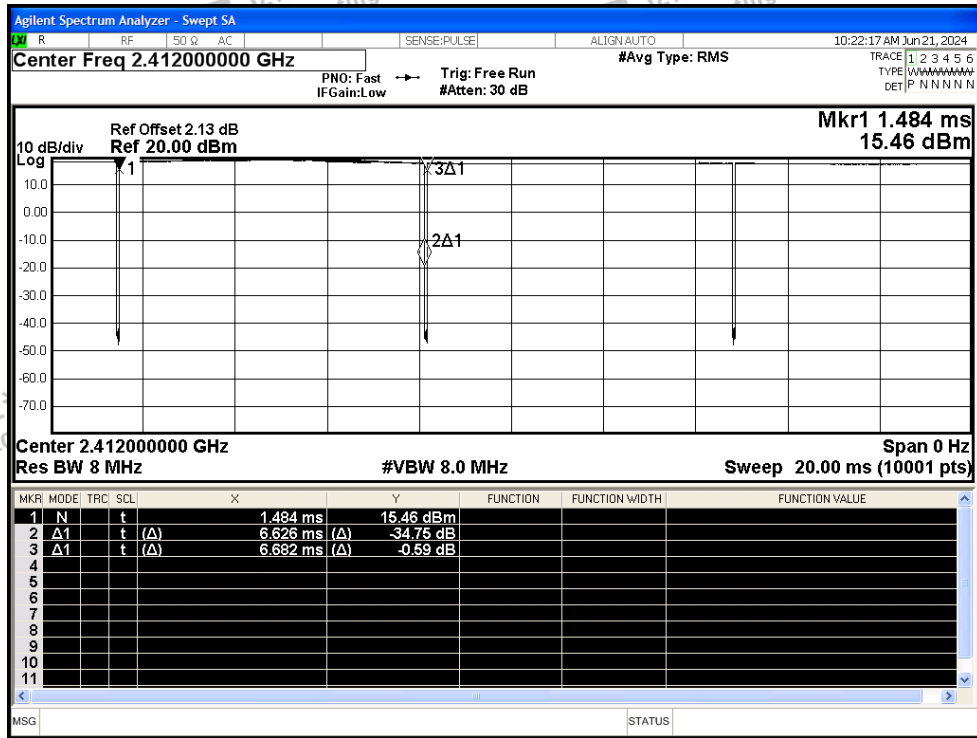 Agilent Spectrum Analyzer - Swept SA
LXI R RF 50 Ω AC SENSE:PULSE ALIGN AUTO 10:22:17 AM Jun 21, 2024
Center Freq 2.412000000 GHz #Avg Type: RMS TRACE 1 2 3 4 5 6
PNO: Fast Trig: Free Run TYPE WWWWWW
IFGain:Low #Atten: 30 dB DET P N N N N N
Mkr1 1.484 ms
Ref Offset 2.13 dB
10 dB/div Ref 20.00 dBm 15.46 dBm
Log
1 3Δ1
10.0
0.00
-10.0 2Δ1
-20.0
-30.0
-40.0
-50.0
-60.0
-70.0
Center 2.412000000 GHz Span 0 Hz
Res BW 8 MHz #VBW 8.0 MHz Sweep 20.00 ms (10001 pts)
MKR MODE TRC SCL X Y FUNCTION FUNCTION WIDTH FUNCTION VALUE
1 N t 1.484 ms 15.46 dBm
2 Δ1 t (Δ) 6.626 ms (Δ) -34.75 dB
3 Δ1 t (Δ) 6.682 ms (Δ) -0.59 dB
4
5
6
7
8
9
10
11
MSG STATUS